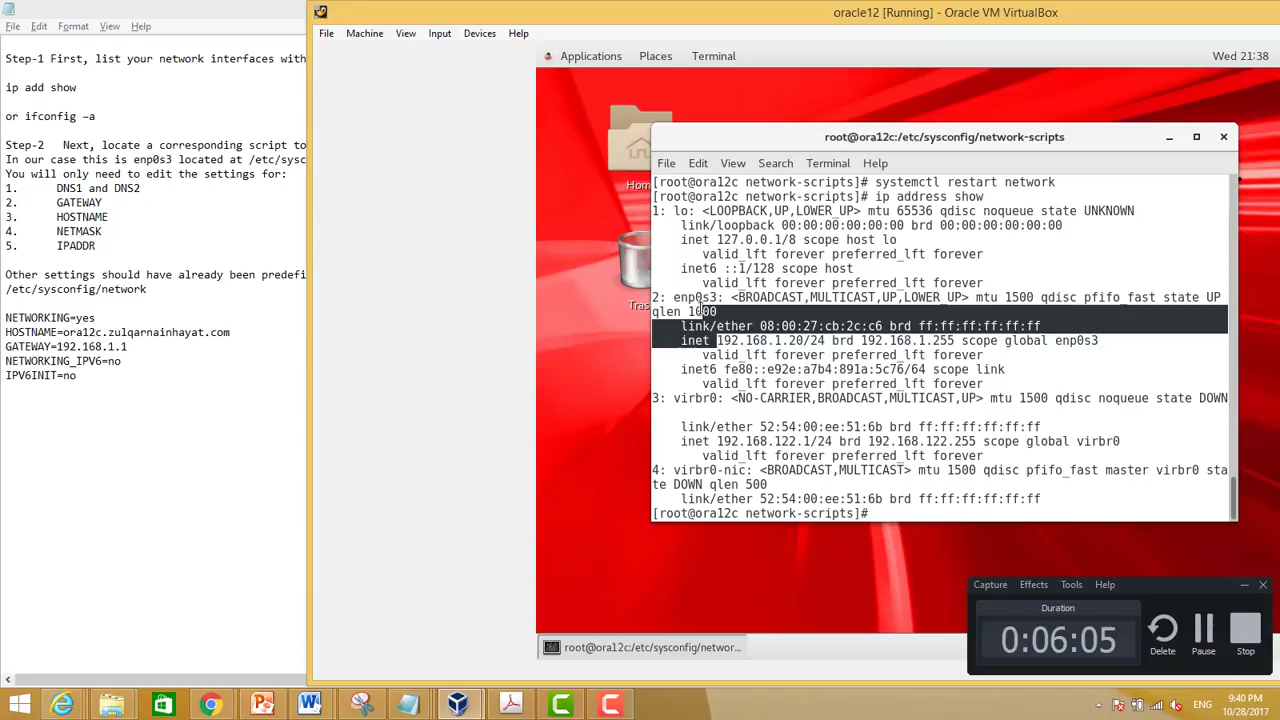 oracle12 [Running] - Oracle VM VirtualBox
File Edit Format View Help
File Machine View Input Devices Help
Step-1 First, list your network interfaces with
ip add show
or ifconfig –a
Step-2 Next, locate a corresponding script to
In our case this is enp0s3 located at /etc/sysc
You will only need to edit the settings for:
1. DNS1 and DNS2
2. GATEWAY
3. HOSTNAME
4. NETMASK
5. IPADDR
Other settings should have already been predefi
/etc/sysconfig/network
NETWORKING=yes
HOSTNAME=ora12c.zulqarnainhayat.com
GATEWAY=192.168.1.1
NETWORKING_IPV6=no
IPV6INIT=no
Applications Places Terminal Wed 21:38
Hom
Tras
root@ora12c:/etc/sysconfig/network-scripts
File Edit View Search Terminal Help
[root@ora12c network-scripts]# systemctl restart network
[root@ora12c network-scripts]# ip address show
1: lo: <LOOPBACK,UP,LOWER_UP> mtu 65536 qdisc noqueue state UNKNOWN
link/loopback 00:00:00:00:00:00 brd 00:00:00:00:00:00
inet 127.0.0.1/8 scope host lo
valid_lft forever preferred_lft forever
inet6 ::1/128 scope host
valid_lft forever preferred_lft forever
2: enp0s3: <BROADCAST,MULTICAST,UP,LOWER_UP> mtu 1500 qdisc pfifo_fast state UP
qlen 1000
link/ether 08:00:27:cb:2c:c6 brd ff:ff:ff:ff:ff:ff
inet 192.168.1.20/24 brd 192.168.1.255 scope global enp0s3
valid_lft forever preferred_lft forever
inet6 fe80::e92e:a7b4:891a:5c76/64 scope link
valid_lft forever preferred_lft forever
3: virbr0: <NO-CARRIER,BROADCAST,MULTICAST,UP> mtu 1500 qdisc noqueue state DOWN
link/ether 52:54:00:ee:51:6b brd ff:ff:ff:ff:ff:ff
inet 192.168.122.1/24 brd 192.168.122.255 scope global virbr0
valid_lft forever preferred_lft forever
4: virbr0-nic: <BROADCAST,MULTICAST> mtu 1500 qdisc pfifo_fast master virbr0 sta
te DOWN qlen 500
link/ether 52:54:00:ee:51:6b brd ff:ff:ff:ff:ff:ff
[root@ora12c network-scripts]#
Capture Effects Tools Help
Duration
0:06:05
Delete Pause Stop
root@ora12c:/etc/sysconfig/networ...
ENG
9:40 PM
10/28/2017